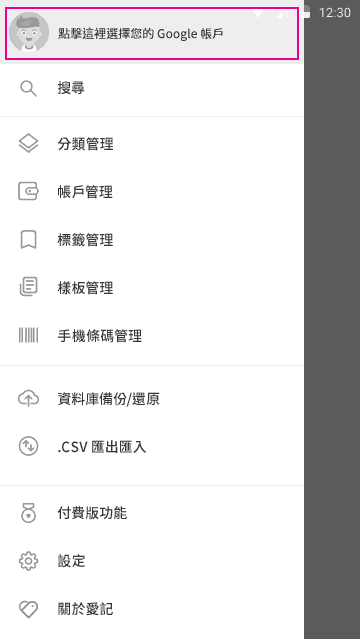 12:30
點擊這裡選擇您的 Google 帳戶
搜尋
分類管理
帳戶管理
標籤管理
樣板管理
手機條碼管理
資料庫備份/還原
.CSV 匯出匯入
付費版功能
設定
關於愛記